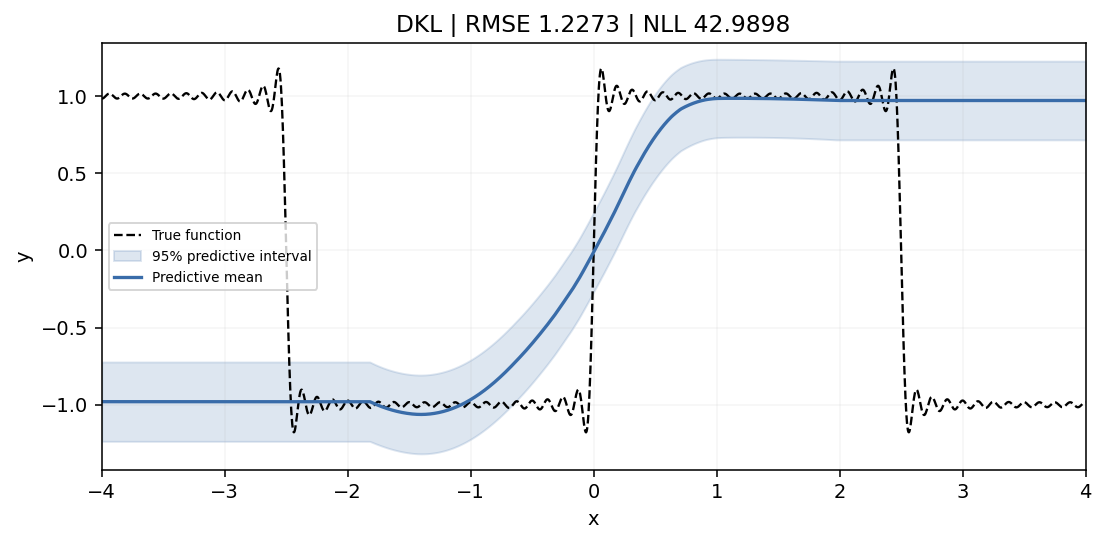 DKL | RMSE 1.2273 | NLL 42.9898
y
1.0
0.5
0.0
−0.5
−1.0
True function
95% predictive interval
Predictive mean
−4 −3 −2 −1 0 1 2 3 4
x